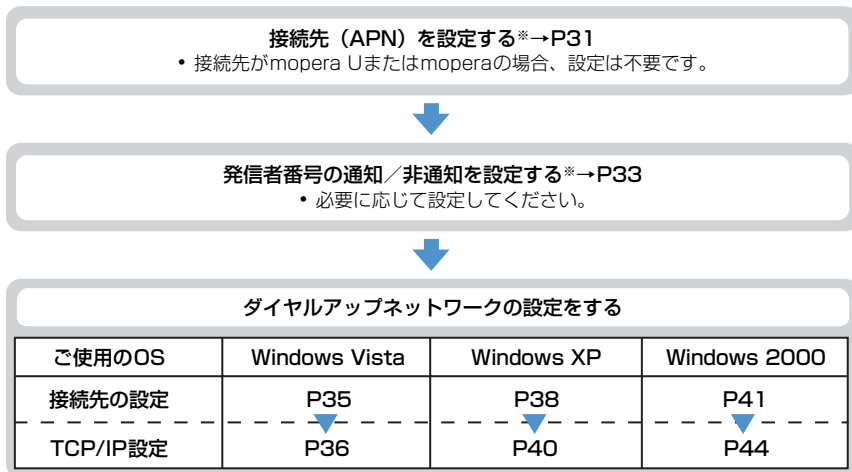 接続先（APN）を設定する※→P31
• 接続先がmopera Uまたはmoperaの場合、設定は不要です。
発信者番号の通知／非通知を設定する※→P33
• 必要に応じて設定してください。
ダイヤルアップネットワークの設定をする
ご使用のOS Windows Vista Windows XP Windows 2000
接続先の設定 P35 P38 P41
TCP/IP設定 P36 P40 P44